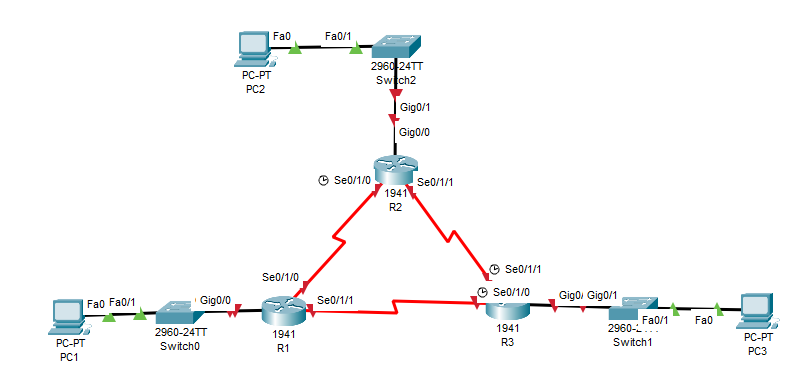 Fa0 Fa0/1
PC-PT
PC2
2960-24TT
Switch2
Gig0/1
Gig0/0
Se0/1/0 Se0/1/1
1941
R2
Se0/1/1
Se0/1/0 Se0/1/0
Fa0 Fa0/1 Gig0/0 Se0/1/1 Gig0/ Gig0/1
PC-PT
PC1
2960-24TT
Switch0
1941
R1
1941
R3
2960-
Fa0/1 Fa0
Switch1
PC-PT
PC3